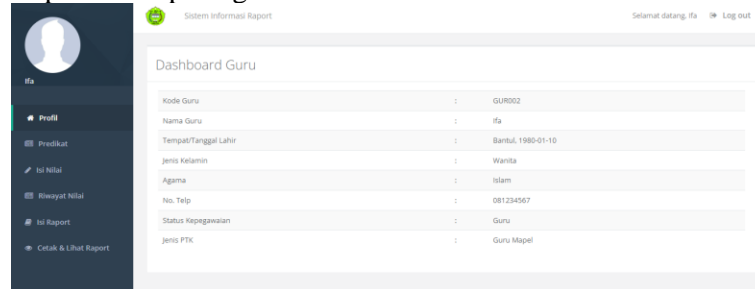 Sistem Informasi Raport
Selamat datang, Ifa Log out
Ifa
Profil
Predikat
Isi Nilai
Riwayat Nilai
Isi Raport
Cetak & Lihat Raport
Dashboard Guru
Kode Guru : GUR002
Nama Guru : Ifa
Tempat/Tanggal Lahir : Bantul, 1980-01-10
Jenis Kelamin : Wanita
Agama : Islam
No. Telp : 081234567
Status Kepegawaian : Guru
Jenis PTK : Guru Mapel